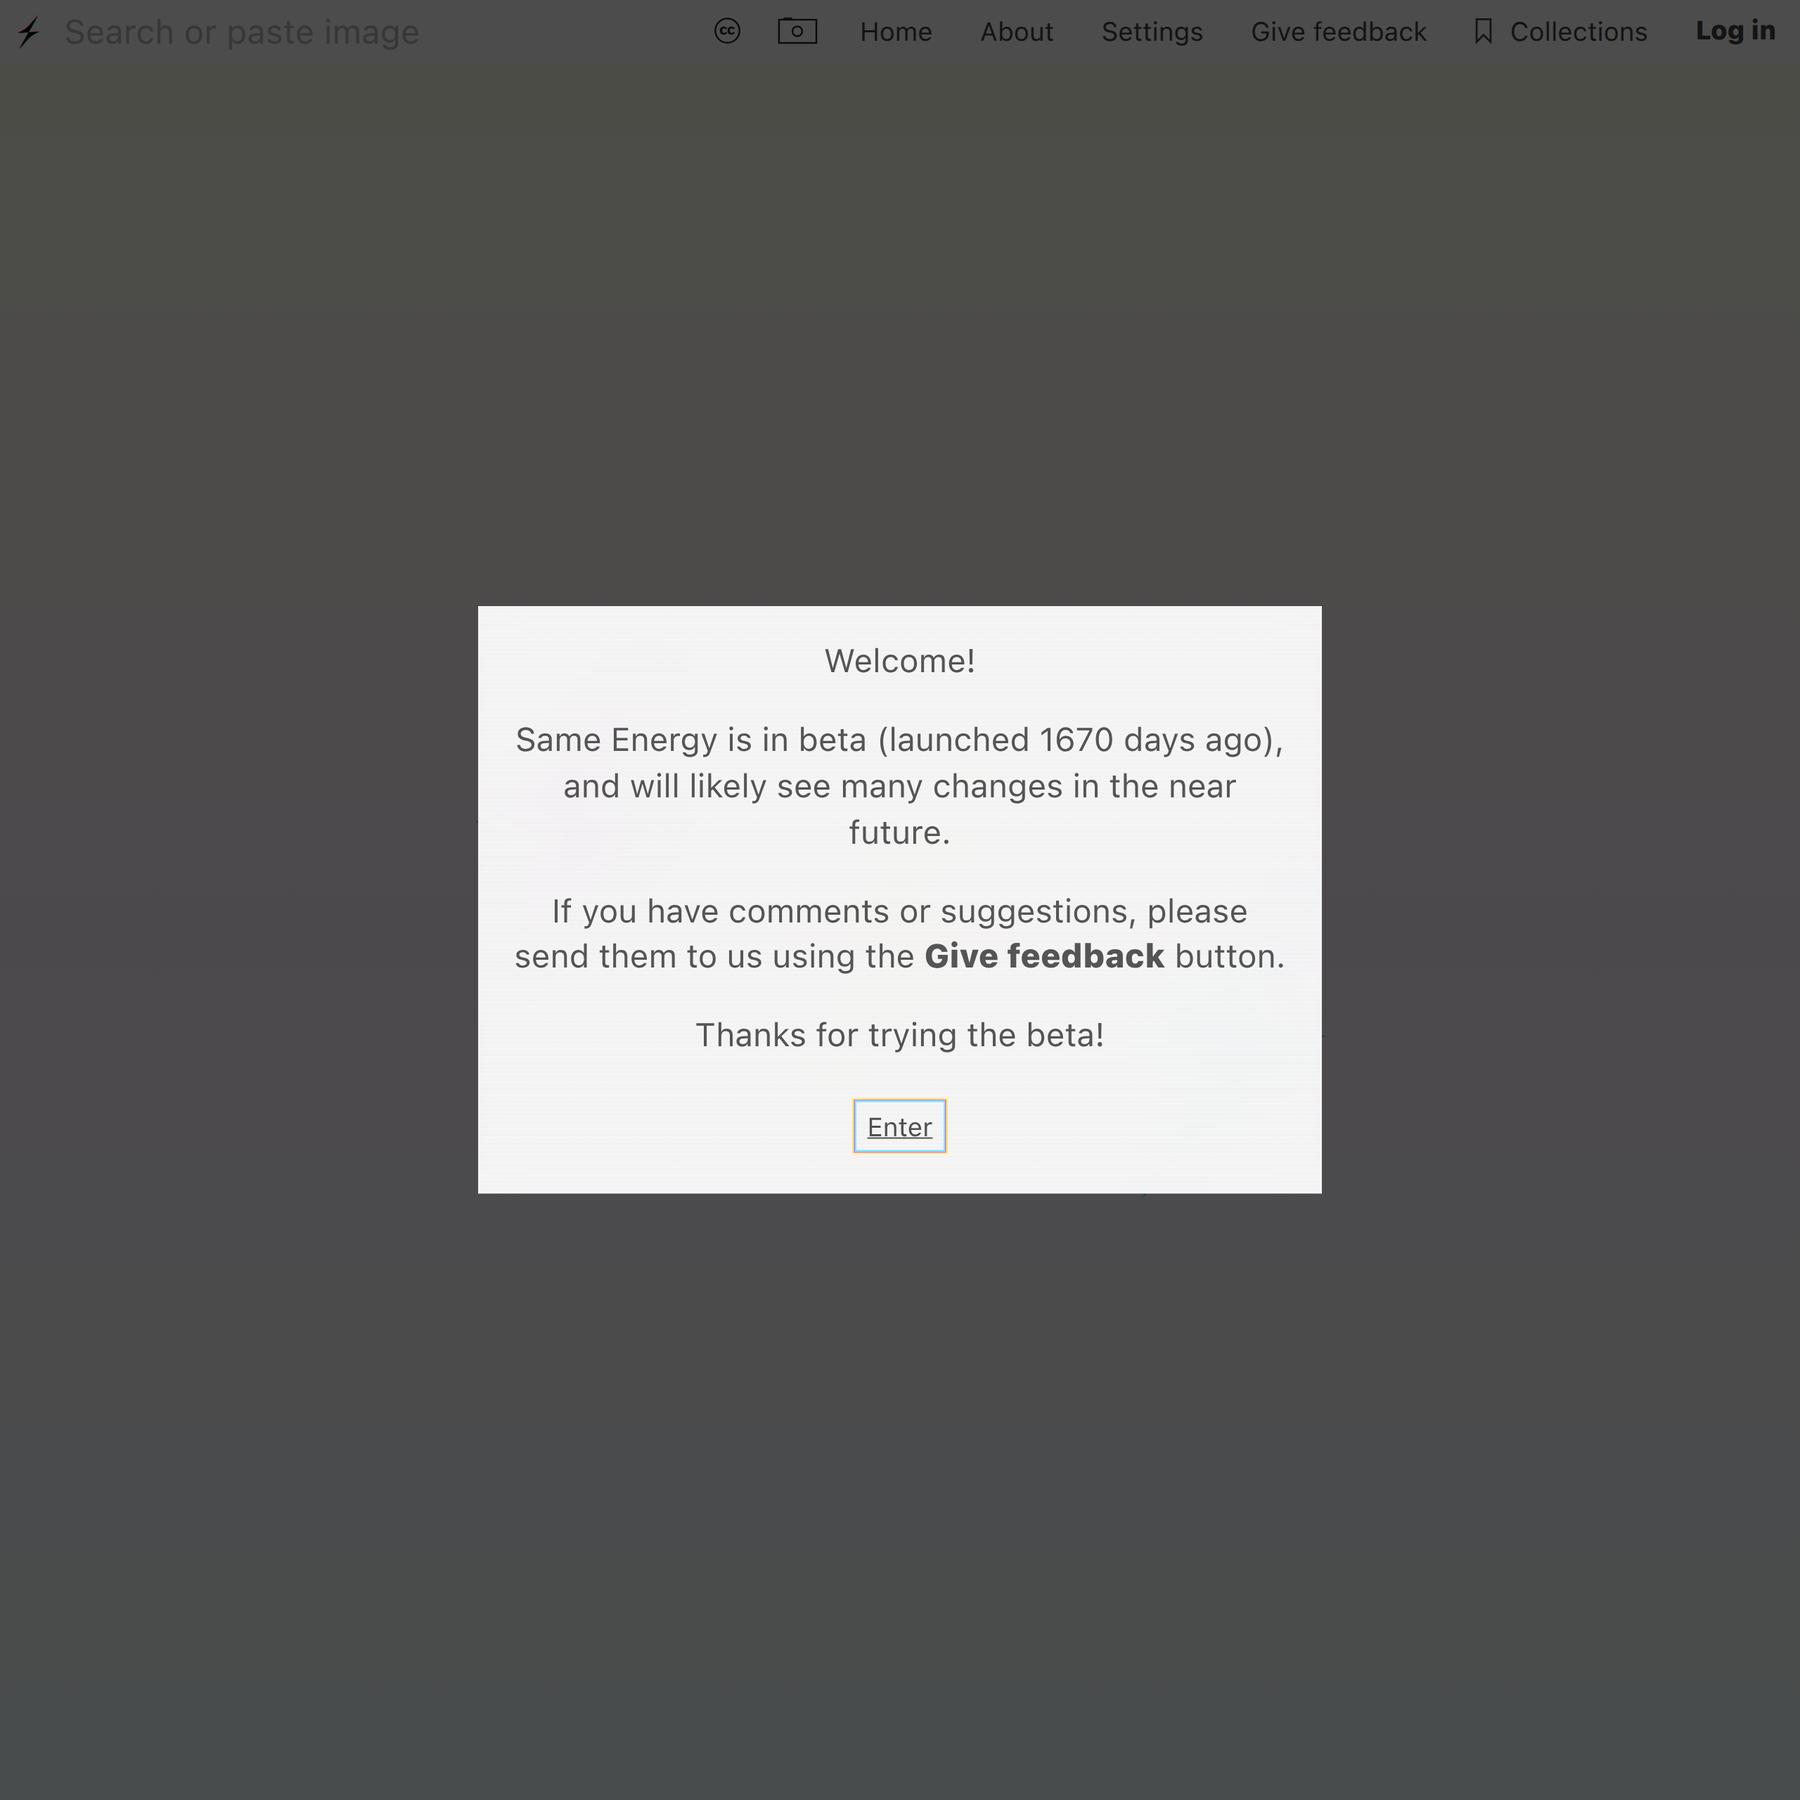 Search or paste image
cc
Home
About
Settings
Give feedback
Collections
Log in
Welcome!
Same Energy is in beta (launched 1670 days ago),
and will likely see many changes in the near
future.
If you have comments or suggestions, please
send them to us using the Give feedback button.
Thanks for trying the beta!
Enter